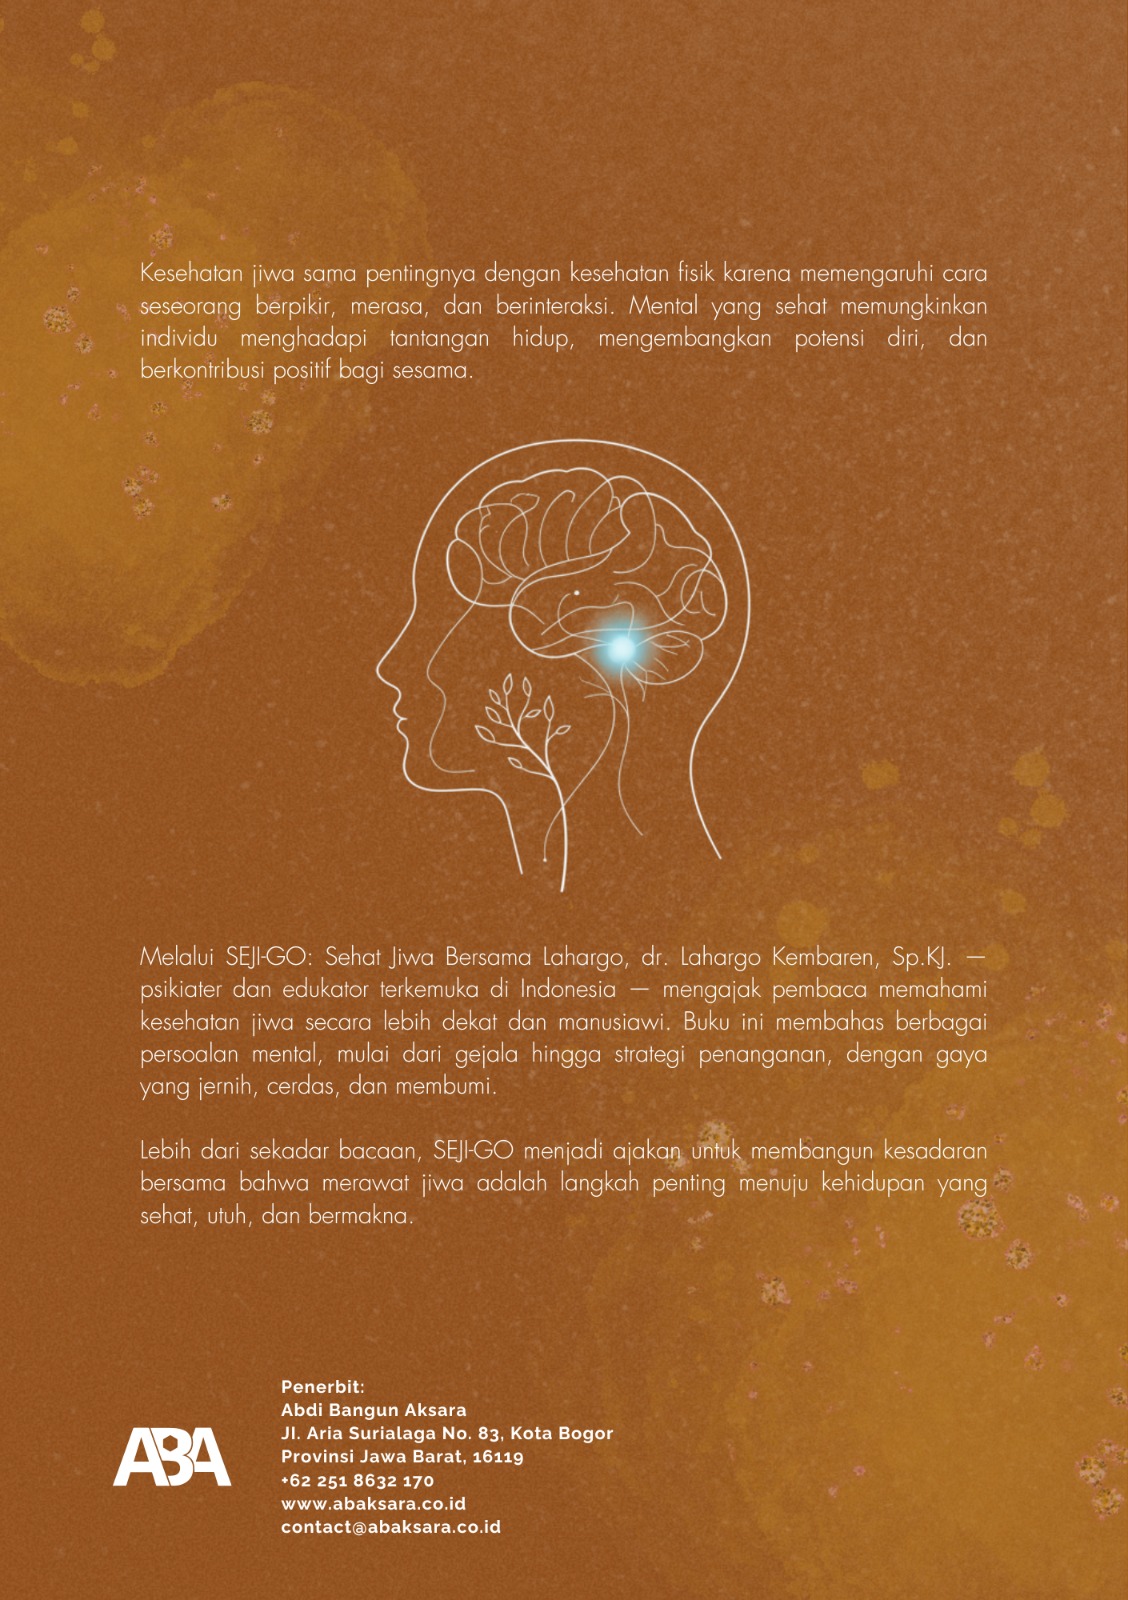 Kesehatan jiwa sama pentingnya dengan kesehatan fisik karena memengaruhi cara
seseorang berpikir, merasa, dan berinteraksi. Mental yang sehat memungkinkan
individu menghadapi tantangan hidup, mengembangkan potensi diri, dan
berkontribusi positif bagi sesama.
Melalui SEJI-GO: Sehat Jiwa Bersama Lahargo, dr. Lahargo Kembaren, Sp.KJ. —
psikiater dan edukator terkemuka di Indonesia — mengajak pembaca memahami
kesehatan jiwa secara lebih dekat dan manusiawi. Buku ini membahas berbagai
persoalan mental, mulai dari gejala hingga strategi penanganan, dengan gaya
yang jernih, cerdas, dan membumi.
Lebih dari sekadar bacaan, SEJI-GO menjadi ajakan untuk membangun kesadaran
bersama bahwa merawat jiwa adalah langkah penting menuju kehidupan yang
sehat, utuh, dan bermakna.
ABA
Penerbit:
Abdi Bangun Aksara
Jl. Aria Surialaga No. 83, Kota Bogor
Provinsi Jawa Barat, 16119
+62 251 8632 170
www.abaksara.co.id
contact@abaksara.co.id